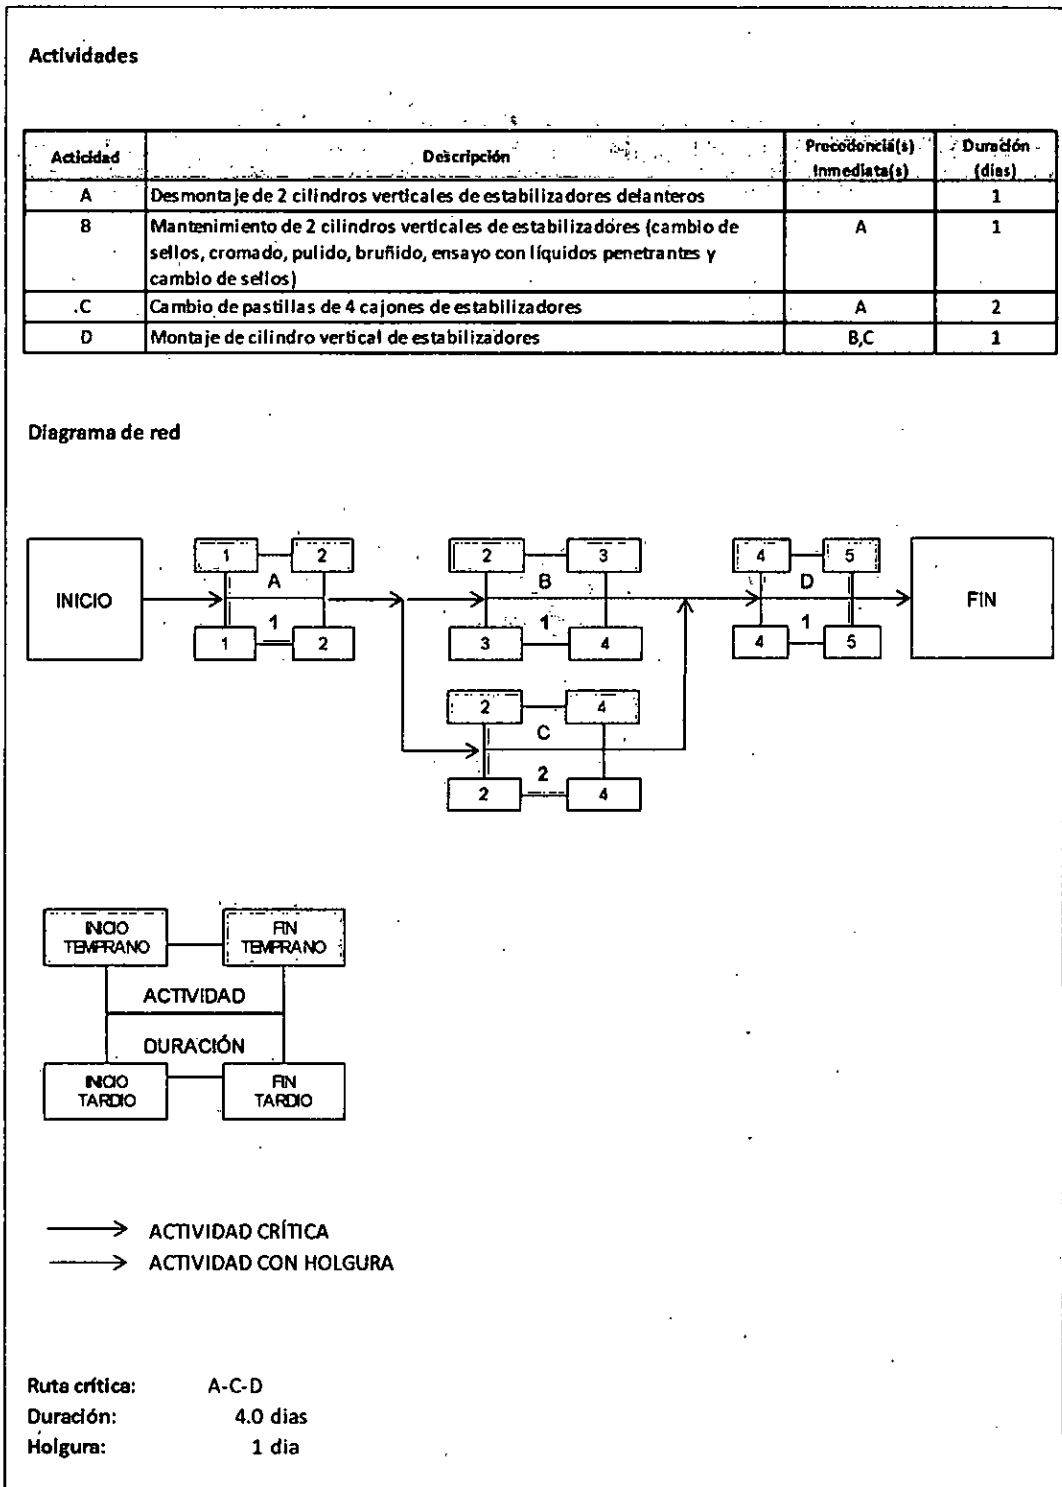 Actividades
Acticidad Descripción Precedencia(s) Inmediata(s) Duración (dias)
A Desmontaje de 2 cilindros verticales de estabilizadores delanteros 1
B Mantenimiento de 2 cilindros verticales de estabilizadores (cambio de A 1
sellos, cromado, pulido, bruñido, ensayo con líquidos penetrantes y
cambio de sellos)
.C Cambio de pastillas de 4 cajones de estabilizadores A 2
D Montaje de cilindro vertical de estabilizadores B,C 1
Diagrama de red
1 2 2 3 4 5
A B D
INICIO FIN
1 1 1
1 2 3 4 4 5
2 4
C
2
2 4
INICIO TEMPRANO FIN TEMPRANO
ACTIVIDAD
DURACIÓN
INICIO TARDIO FIN TARDIO
ACTIVIDAD CRÍTICA
ACTIVIDAD CON HOLGURA
Ruta crítica: A-C-D
Duración: 4.0 dias
Holgura: 1 dia